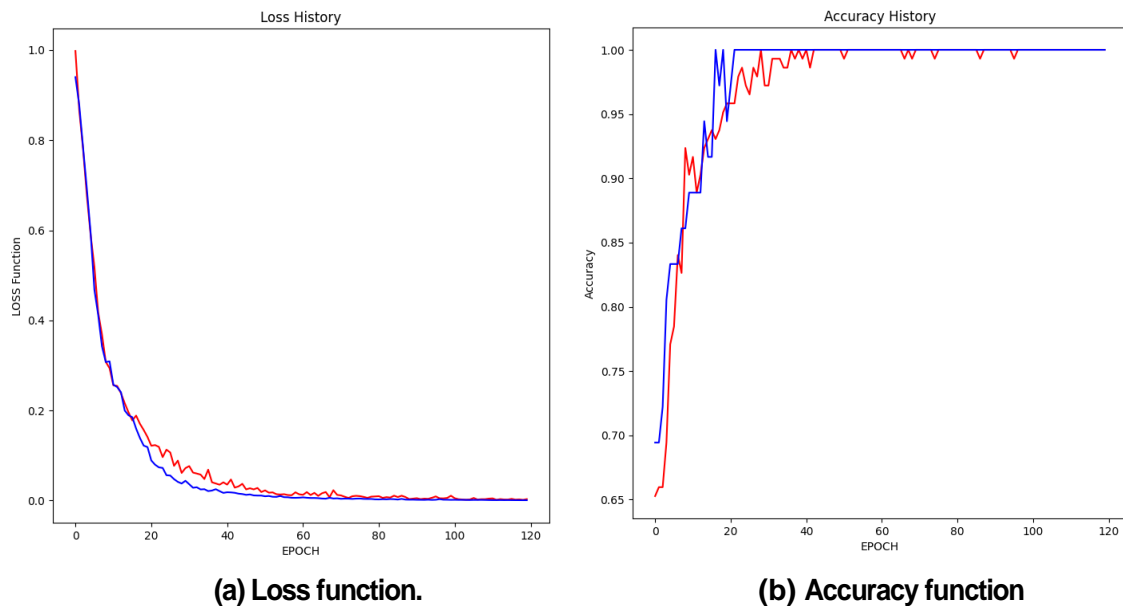 Loss History
1.0
0.8
0.6
0.4
0.2
0.0
LOSS Function
0 20 40 60 80 100 120
EPOCH
(a) Loss function.
Accuracy History
1.00
0.95
0.90
0.85
0.80
0.75
0.70
0.65
Accuracy
0 20 40 60 80 100 120
EPOCH
(b) Accuracy function